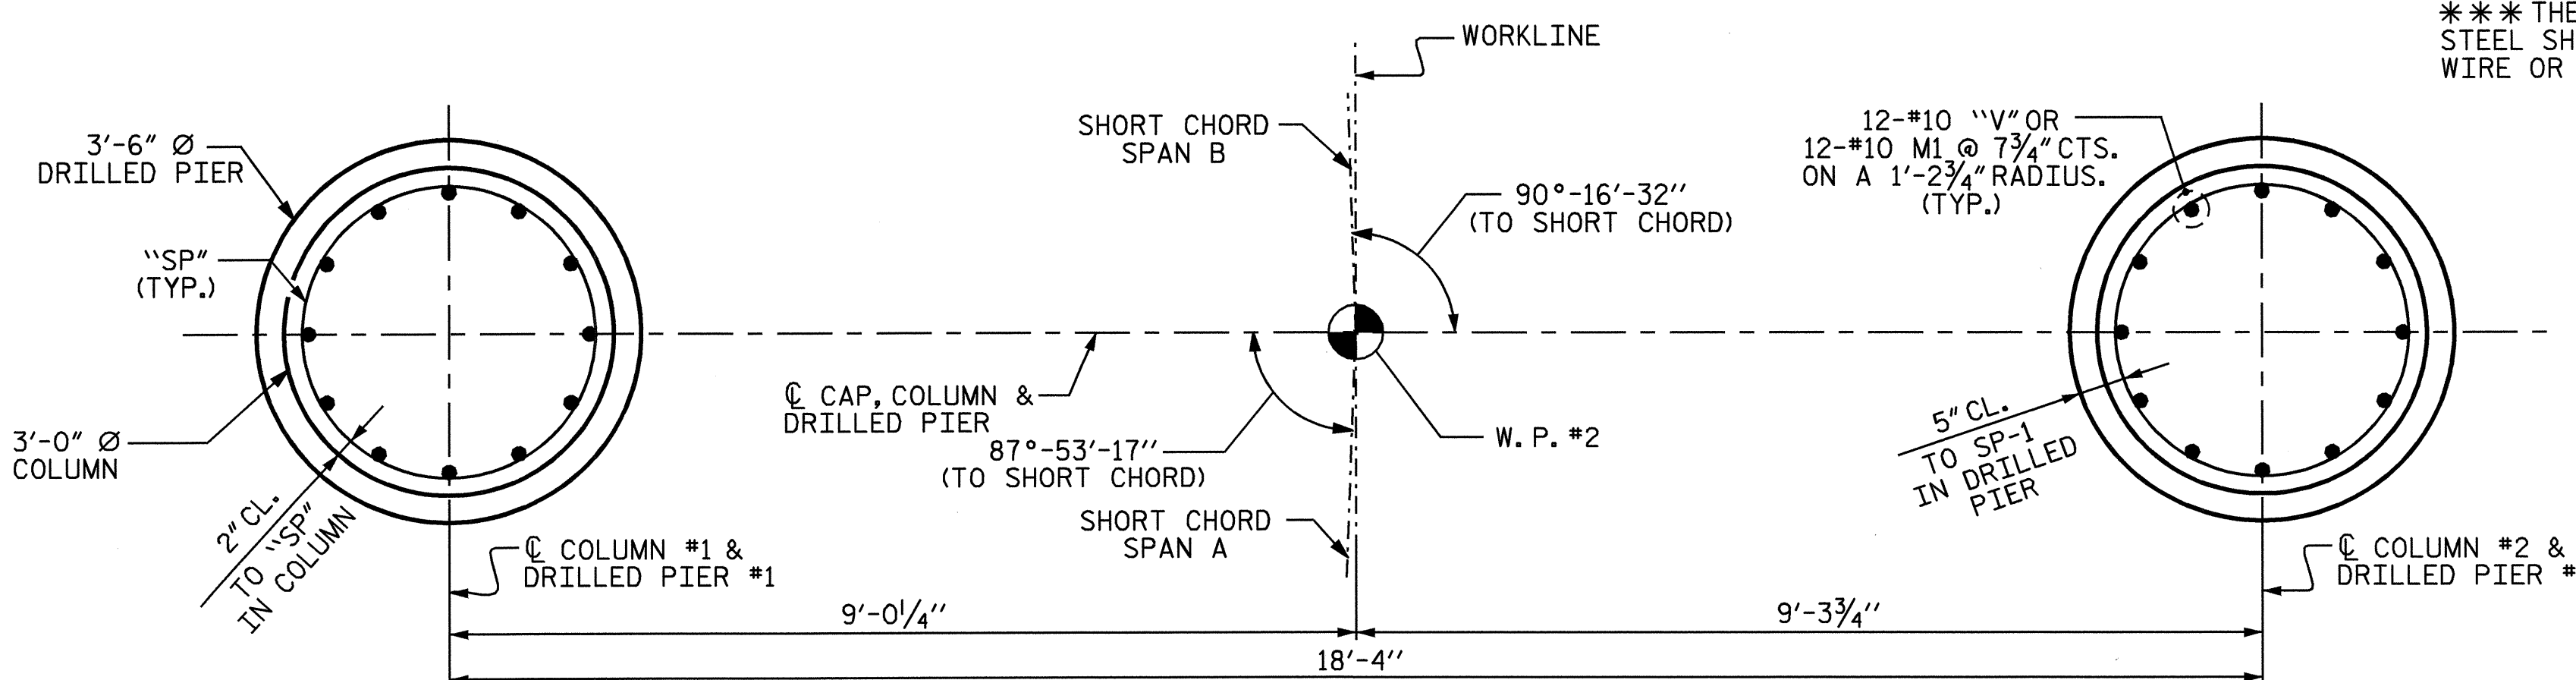 ✳✳✳ THE
STEEL SH
WIRE OR
WORKLINE
SHORT CHORD
SPAN B
3'-6" Ø
DRILLED PIER
12-#10 "V" OR
12-#10 M1 @ 7¾" CTS.
ON A 1'-2¾" RADIUS.
(TYP.)
90°-16'-32"
(TO SHORT CHORD)
"SP"
(TYP.)
℄ CAP, COLUMN &
DRILLED PIER
3'-0" Ø
COLUMN
87°-53'-17"
(TO SHORT CHORD)
W.P. #2
5" CL.
TO SP-1
IN DRILLED
PIER
2" CL.
TO "SP"
IN COLUMN
SHORT CHORD
SPAN A
℄ COLUMN #1 &
DRILLED PIER #1
℄ COLUMN #2 &
DRILLED PIER #
9'-0¼"
9'-3¾"
18'-4"